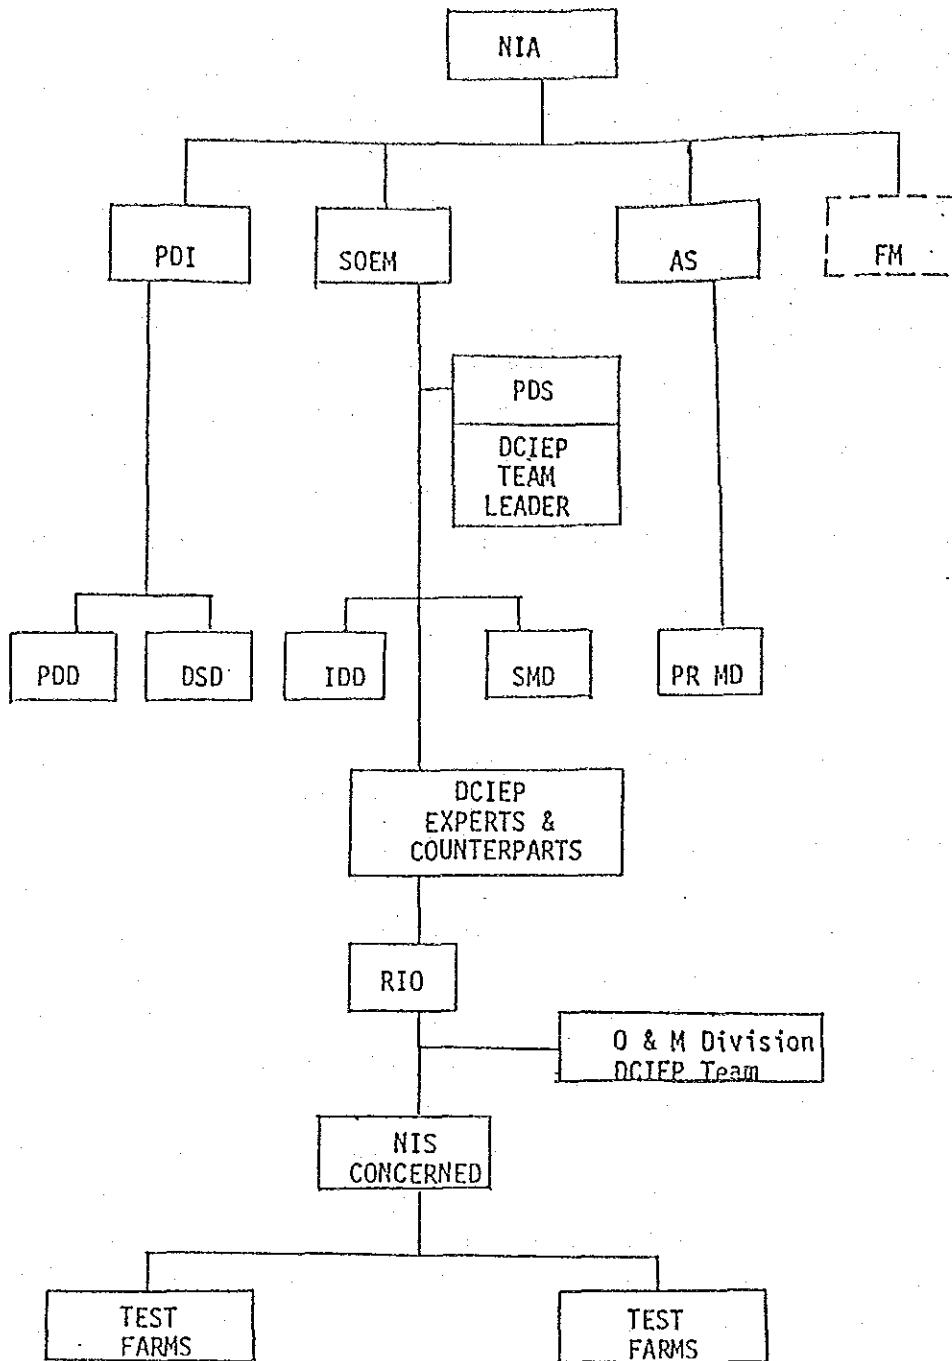 NIA
PDI
SOEM
AS
FM
PDS
DCIEP
TEAM
LEADER
PDD
DSD
IDD
SMD
PR MD
DCIEP
EXPERTS &
COUNTERPARTS
RIO
O & M Division
DCIEP Team
NIS
CONCERNED
TEST
FARMS
TEST
FARMS